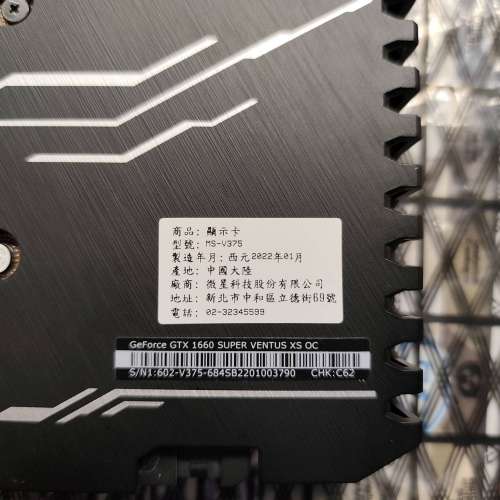 商品: 顯示卡
型號: MS-V375
製造年月: 西元2022年01月
產地: 中國大陸
廠商: 微星科技股份有限公司
地址: 新北市中和區立德街69號
電話: 02-32345599
GeForce GTX 1660 SUPER VENTUS XS OC
S/N1:602-V375-684SB2201003790 CHK:C62